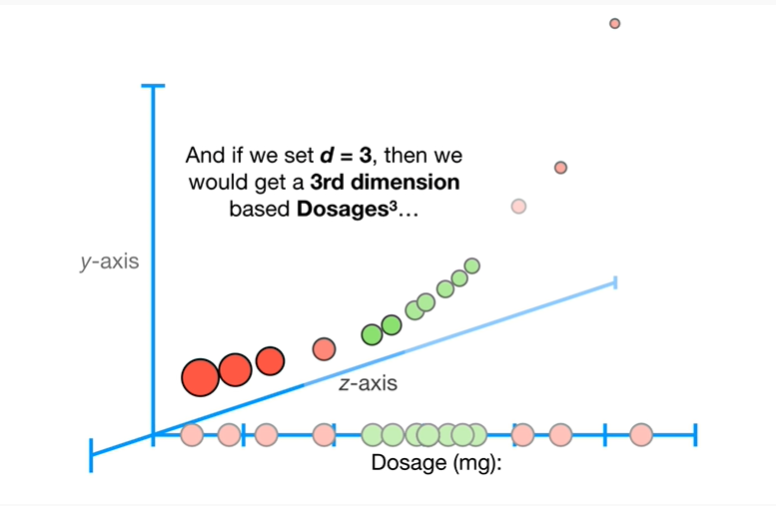 And if we set d = 3, then we
would get a 3rd dimension
based Dosages³...
y-axis
z-axis
Dosage (mg):